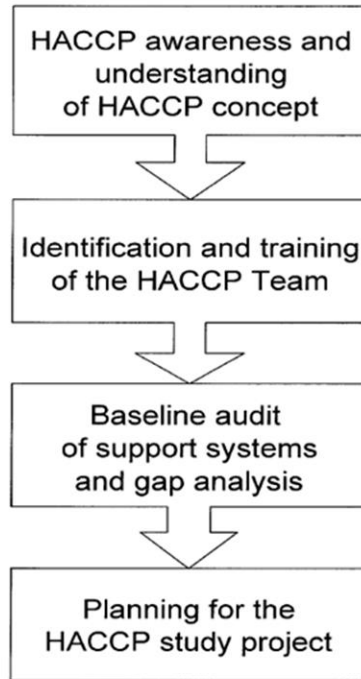 HACCP awareness and
understanding
of HACCP concept
Identification and training
of the HACCP Team
Baseline audit
of support systems
and gap analysis
Planning for the
HACCP study project